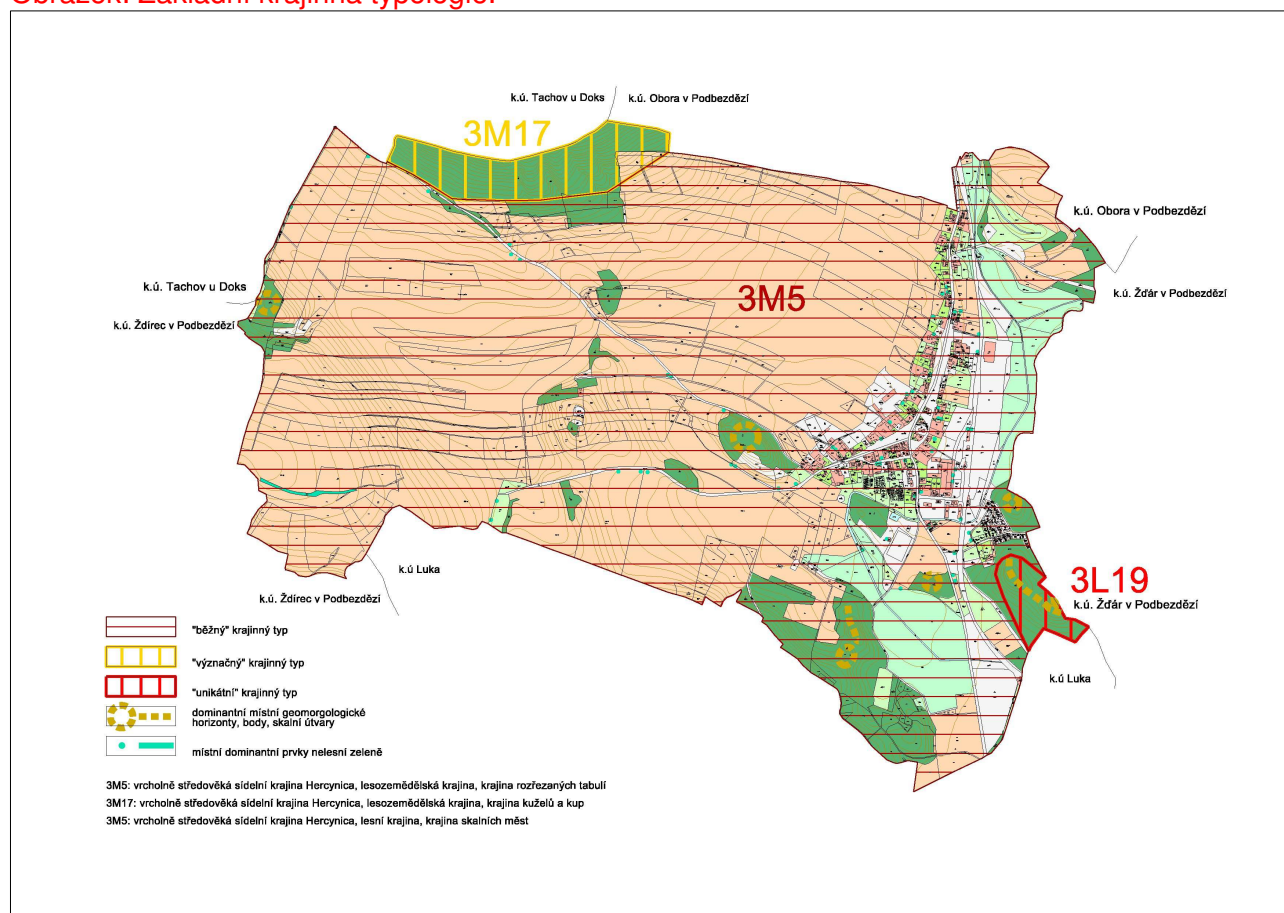 Obrázek: Základní krajinná typologie.
k.ú. Tachov u Doks
k.ú. Obora v Podbezdězí
3M17
k.ú. Obora v Podbezdězí
k.ú. Tachov u Doks
k.ú. Žďár v Podbezdězí
3M5
k.ú. Ždírec v Podbezdězí
k.ú Luka
3L19
k.ú. Žďár v Podbezdězí
k.ú. Ždírec v Podbezdězí
k.ú Luka
"běžný" krajinný typ
"význačný" krajinný typ
"unikátní" krajinný typ
dominantní místní geomorgologické
horizonty, body, skalní útvary
místní dominantní prvky nelesní zeleně
3M5: vrcholně středověká sídelní krajina Hercynica, lesozemědělská krajina, krajina rozřezaných tabulí
3M17: vrcholně středověká sídelní krajina Hercynica, lesozemědělská krajina, krajina kuželů a kup
3M5: vrcholně středověká sídelní krajina Hercynica, lesní krajina, krajina skalních měst